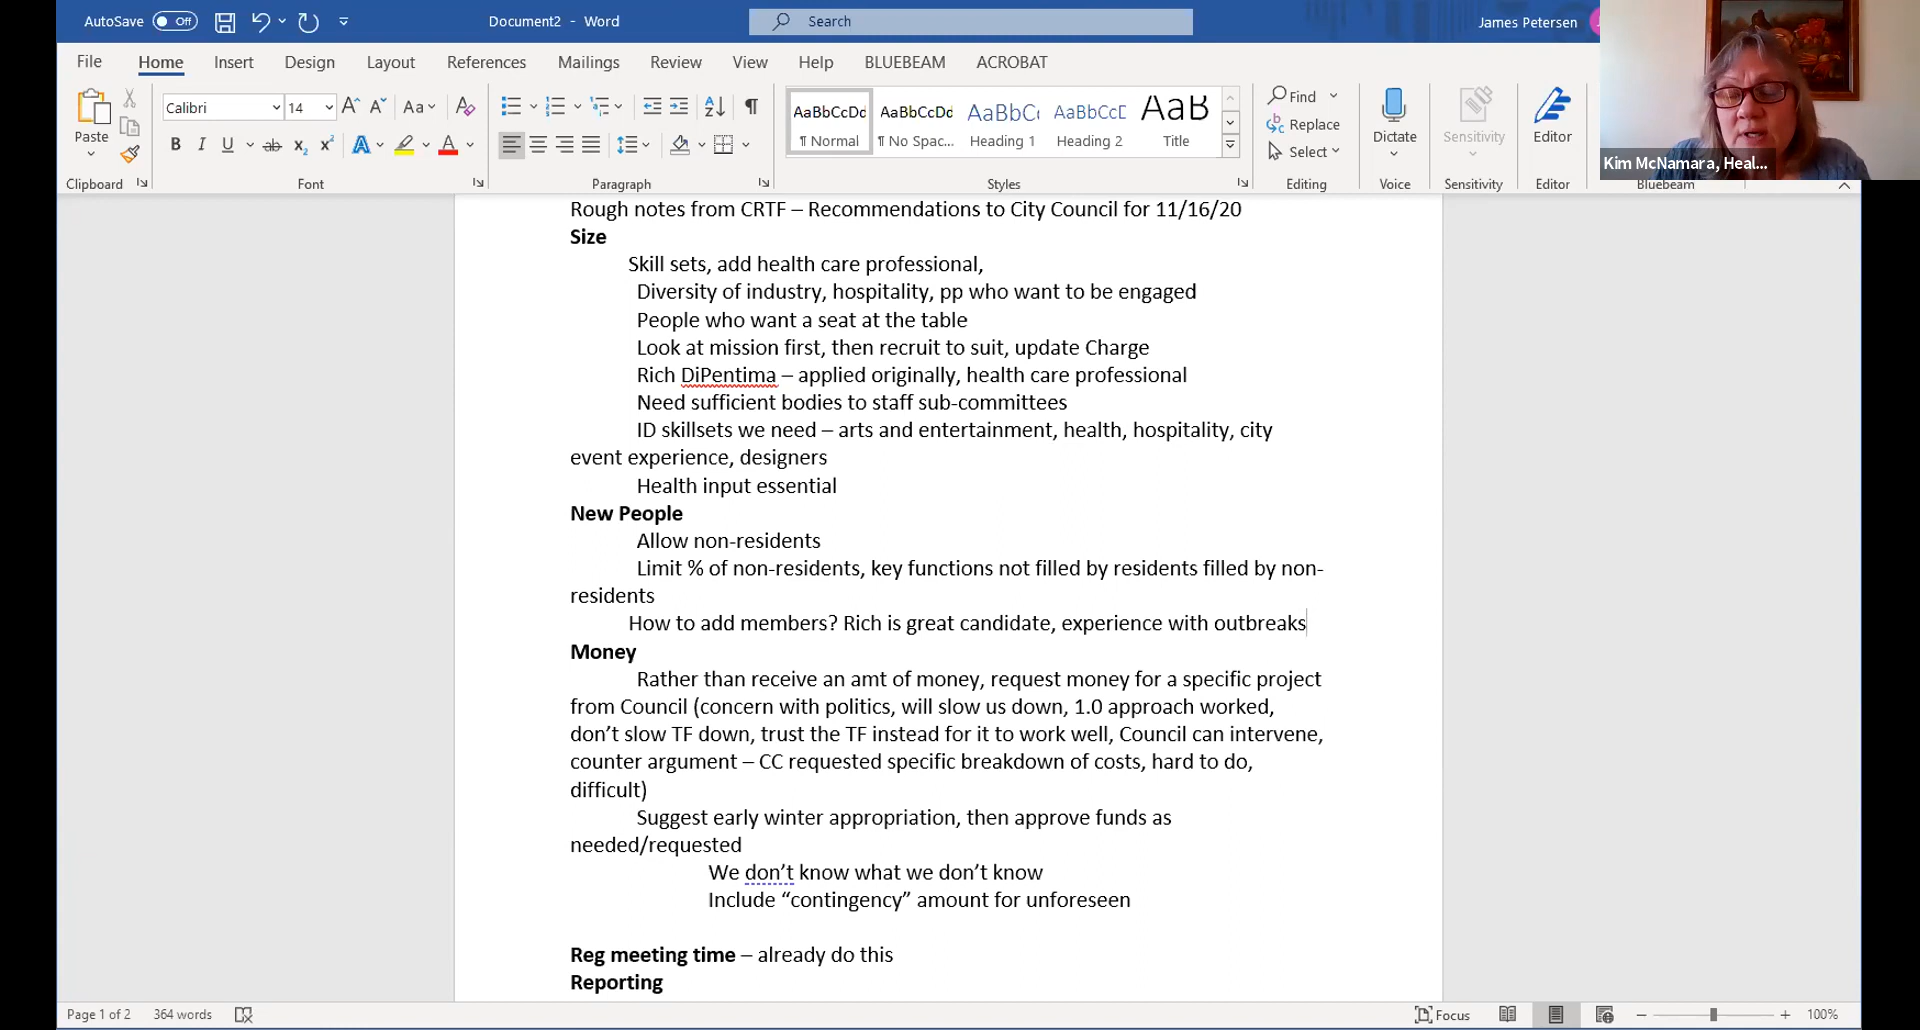 AutoSave Off Document2 - Word Search James Petersen
File Home Insert Design Layout References Mailings Review View Help BLUEBEAM ACROBAT
Paste Calibri 14 Aa AaBbCcDd AaBbCcDd AaBbC AaBbCcE AaB Find Replace Select Dictate Sensitivity Editor
¶ Normal ¶ No Spac... Heading 1 Heading 2 Title
Kim McNamara, Heal...
Clipboard Font Paragraph Styles Editing Voice Sensitivity Editor Bluebeam
Rough notes from CRTF – Recommendations to City Council for 11/16/20
Size
Skill sets, add health care professional,
Diversity of industry, hospitality, pp who want to be engaged
People who want a seat at the table
Look at mission first, then recruit to suit, update Charge
Rich DiPentima – applied originally, health care professional
Need sufficient bodies to staff sub-committees
ID skillsets we need – arts and entertainment, health, hospitality, city
event experience, designers
Health input essential
New People
Allow non-residents
Limit % of non-residents, key functions not filled by residents filled by non-
residents
How to add members? Rich is great candidate, experience with outbreaks
Money
Rather than receive an amt of money, request money for a specific project
from Council (concern with politics, will slow us down, 1.0 approach worked,
don’t slow TF down, trust the TF instead for it to work well, Council can intervene,
counter argument – CC requested specific breakdown of costs, hard to do,
difficult)
Suggest early winter appropriation, then approve funds as
needed/requested
We don’t know what we don’t know
Include “contingency” amount for unforeseen
Reg meeting time – already do this
Reporting
Page 1 of 2 364 words Focus 100%